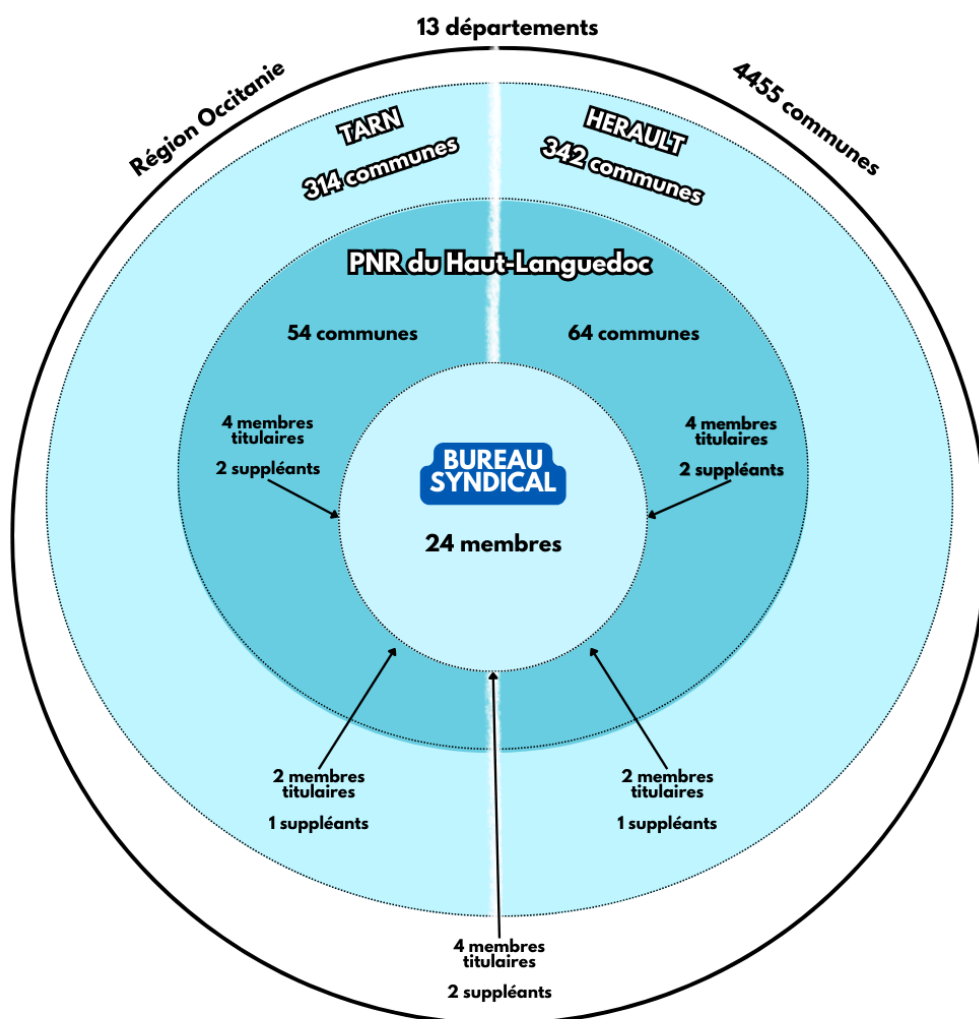 13 départements
Région Occitanie
4455 communes
TARN
314 communes
HERAULT
342 communes
PNR du Haut-Languedoc
54 communes
64 communes
4 membres
titulaires
2 suppléants
4 membres
titulaires
2 suppléants
BUREAU
SYNDICAL
24 membres
2 membres
titulaires
1 suppléants
2 membres
titulaires
1 suppléants
4 membres
titulaires
2 suppléants